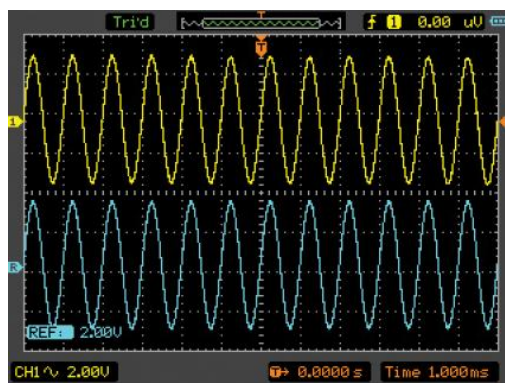 Tri'd T f 1 0.00 uV
T
1
R
REF: 2.00V
CH1 2.00V T→ 0.0000 s Time 1.000ms